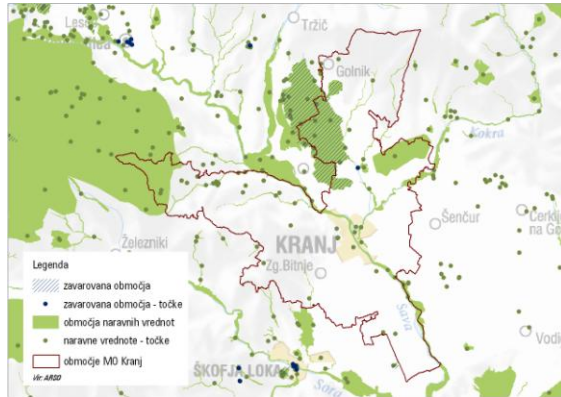 Tržič
Golnik
Kokra
Šenčur
KRANJ
Železniki
Zg.Bitnje
Sava
ŠKOFJA LOKA
Sora
Legenda
zavarovana območja
zavarovana območja - točke
območja naravnih vrednot
naravne vrednote - točke
območje MO Kranj
Vir: ARSO